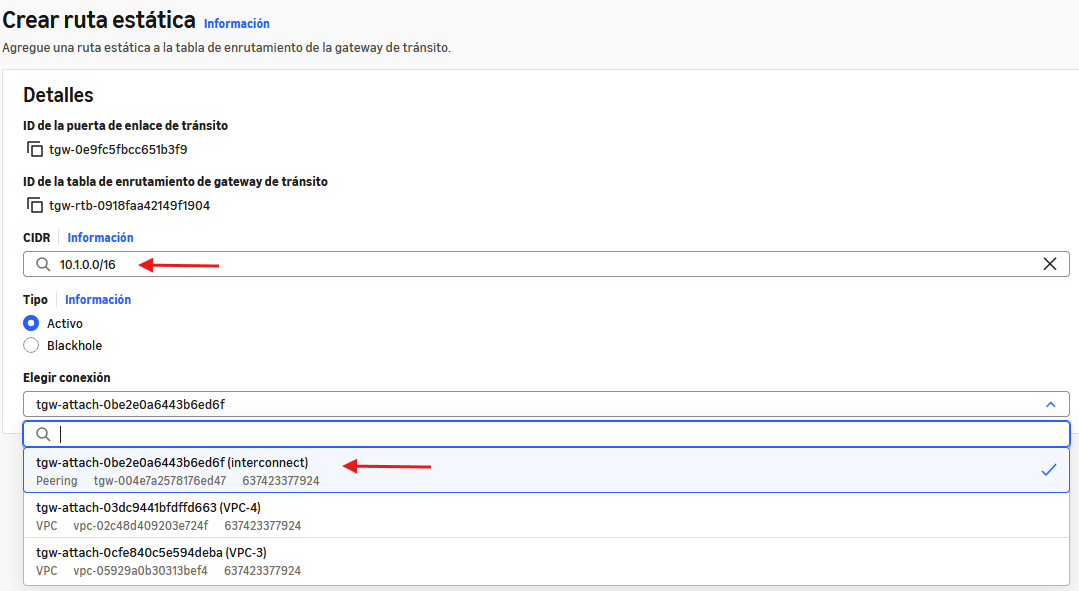 Crear ruta estática Información
Agregue una ruta estática a la tabla de enrutamiento de la gateway de tránsito.
Detalles
ID de la puerta de enlace de tránsito
tgw-0e9fc5fbcc651b3f9
ID de la tabla de enrutamiento de gateway de tránsito
tgw-rtb-0918faa42149f1904
CIDR Información
10.1.0.0/16
Tipo Información
Activo
Blackhole
Elegir conexión
tgw-attach-0be2e0a6443b6ed6f
tgw-attach-0be2e0a6443b6ed6f (interconnect)
Peering tgw-004e7a2578176ed47 637423377924
tgw-attach-03dc9441bfdffd663 (VPC-4)
VPC vpc-02c48d409203e724f 637423377924
tgw-attach-0cfe840c5e594deba (VPC-3)
VPC vpc-05929a0b30313bef4 637423377924